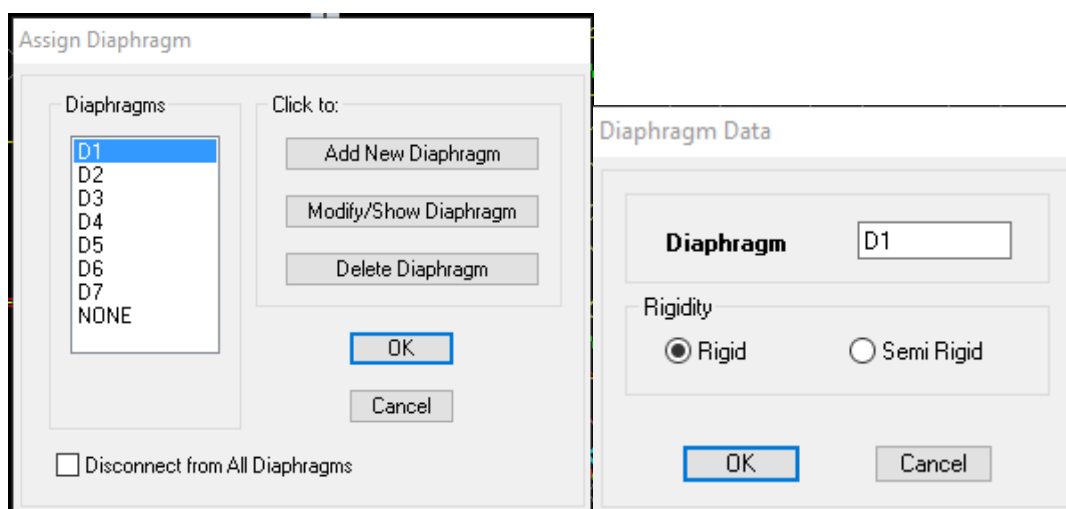 Assign Diaphragm
Diaphragms
D1
D2
D3
D4
D5
D6
D7
NONE
Click to:
Add New Diaphragm
Modify/Show Diaphragm
Delete Diaphragm
OK
Cancel
Disconnect from All Diaphragms
Diaphragm Data
Diaphragm D1
Rigidity
Rigid Semi Rigid
OK Cancel